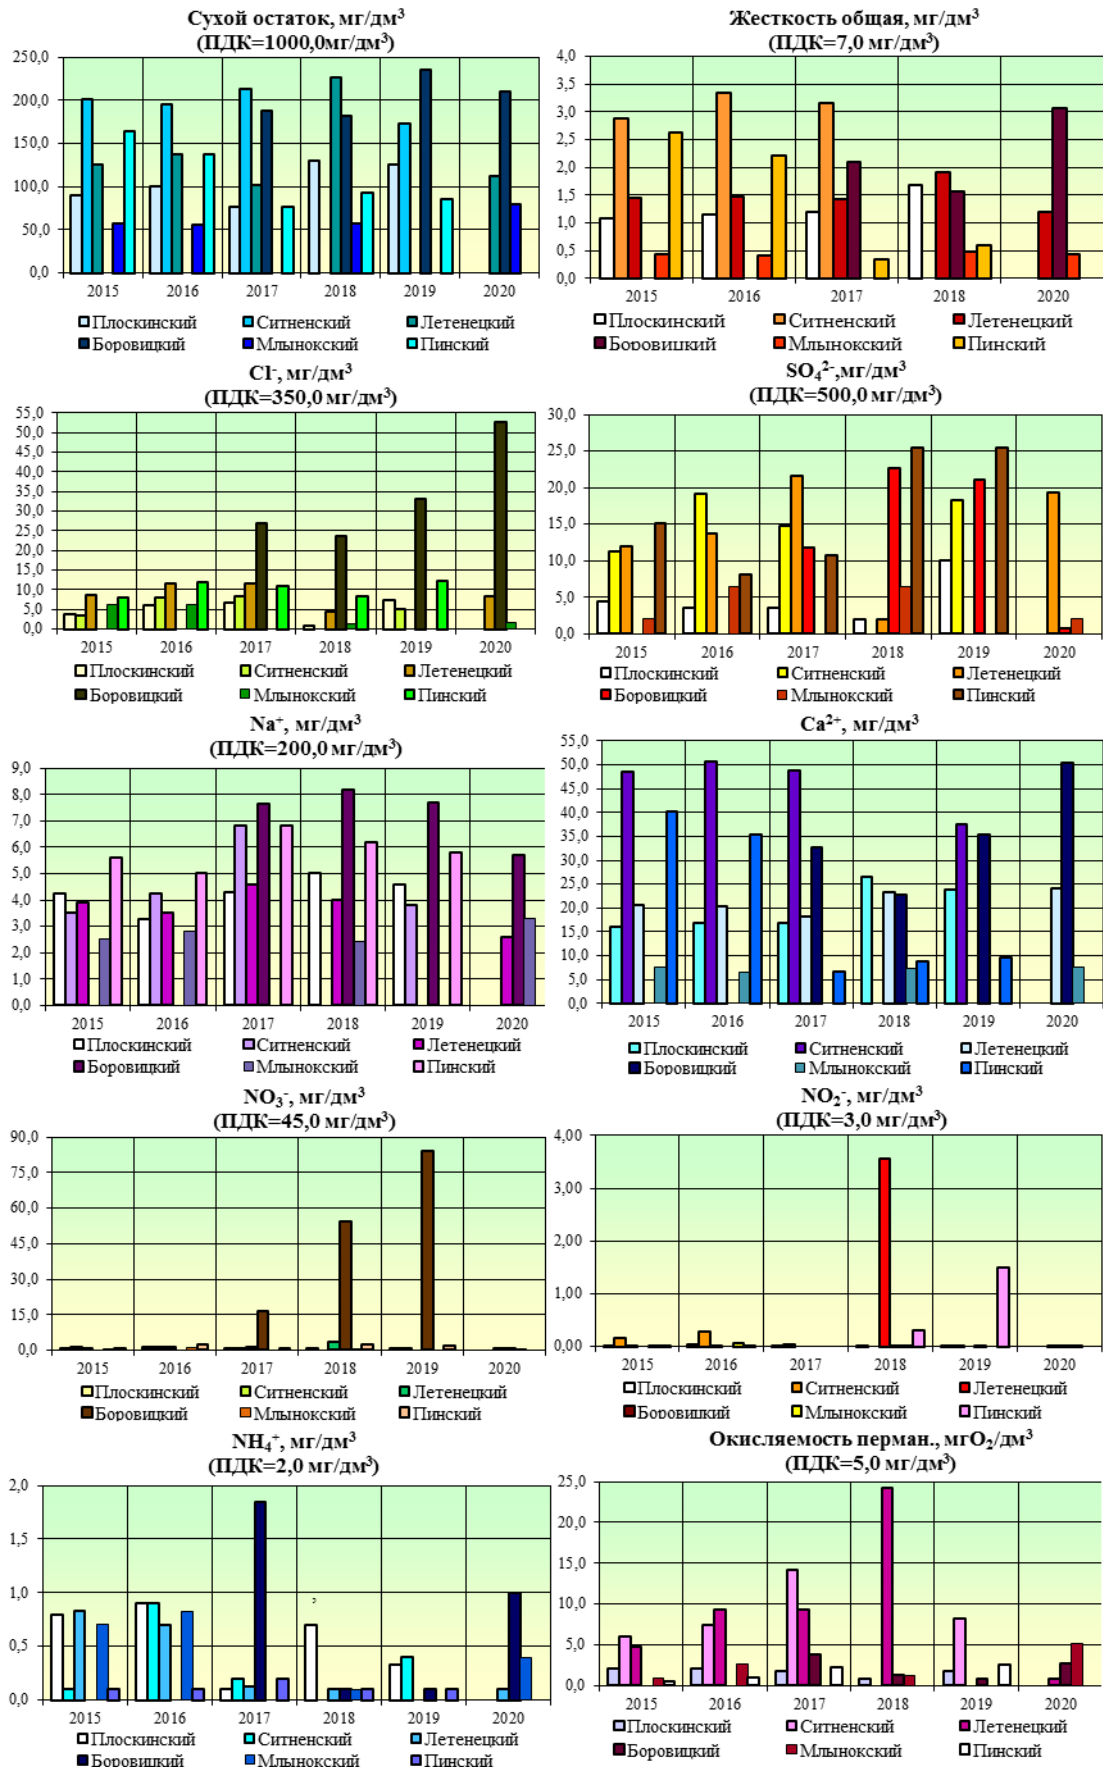 Сухой остаток, мг/дм³
(ПДК=1000,0мг/дм³)
250,0
200,0
150,0
100,0
50,0
0,0
2015 2016 2017 2018 2019 2020
Плоскинский Ситненский Летенецкий
Боровицкий Млынокский Пинский
Жесткость общая, мг/дм³
(ПДК=7,0 мг/дм³)
4,0
3,5
3,0
2,5
2,0
1,5
1,0
0,5
0,0
2015 2016 2017 2018 2020
Плоскинский Ситненский Летенецкий
Боровицкий Млынокский Пинский
Cl⁻, мг/дм³
(ПДК=350,0 мг/дм³)
55,0
50,0
45,0
40,0
35,0
30,0
25,0
20,0
15,0
10,0
5,0
0,0
2015 2016 2017 2018 2019 2020
Плоскинский Ситненский Летенецкий
Боровицкий Млынокский Пинский
SO₄²⁻,мг/дм³
(ПДК=500,0 мг/дм³)
30,0
25,0
20,0
15,0
10,0
5,0
0,0
2015 2016 2017 2018 2019 2020
Плоскинский Ситненский Летенецкий
Боровицкий Млынокский Пинский
Na⁺, мг/дм³
(ПДК=200,0 мг/дм³)
9,0
8,0
7,0
6,0
5,0
4,0
3,0
2,0
1,0
0,0
2015 2016 2017 2018 2019 2020
Плоскинский Ситненский Летенецкий
Боровицкий Млынокский Пинский
Ca²⁺, мг/дм³
55,0
50,0
45,0
40,0
35,0
30,0
25,0
20,0
15,0
10,0
5,0
0,0
2015 2016 2017 2018 2019 2020
Плоскинский Ситненский Летенецкий
Боровицкий Млынокский Пинский
NO₃⁻, мг/дм³
(ПДК=45,0 мг/дм³)
90,0
75,0
60,0
45,0
30,0
15,0
0,0
2015 2016 2017 2018 2019 2020
Плоскинский Ситненский Летенецкий
Боровицкий Млынокский Пинский
NO₂⁻, мг/дм³
(ПДК=3,0 мг/дм³)
4,00
3,00
2,00
1,00
0,00
2015 2016 2017 2018 2019 2020
Плоскинский Ситненский Летенецкий
Боровицкий Млынокский Пинский
NH₄⁺, мг/дм³
(ПДК=2,0 мг/дм³)
2,0
1,5
1,0
0,5
0,0
,
2015 2016 2017 2018 2019 2020
Плоскинский Ситненский Летенецкий
Боровицкий Млынокский Пинский
Окисляемость перман., мгО₂/дм³
(ПДК=5,0 мг/дм³)
25,0
20,0
15,0
10,0
5,0
0,0
2015 2016 2017 2018 2019 2020
Плоскинский Ситненский Летенецкий
Боровицкий Млынокский Пинский